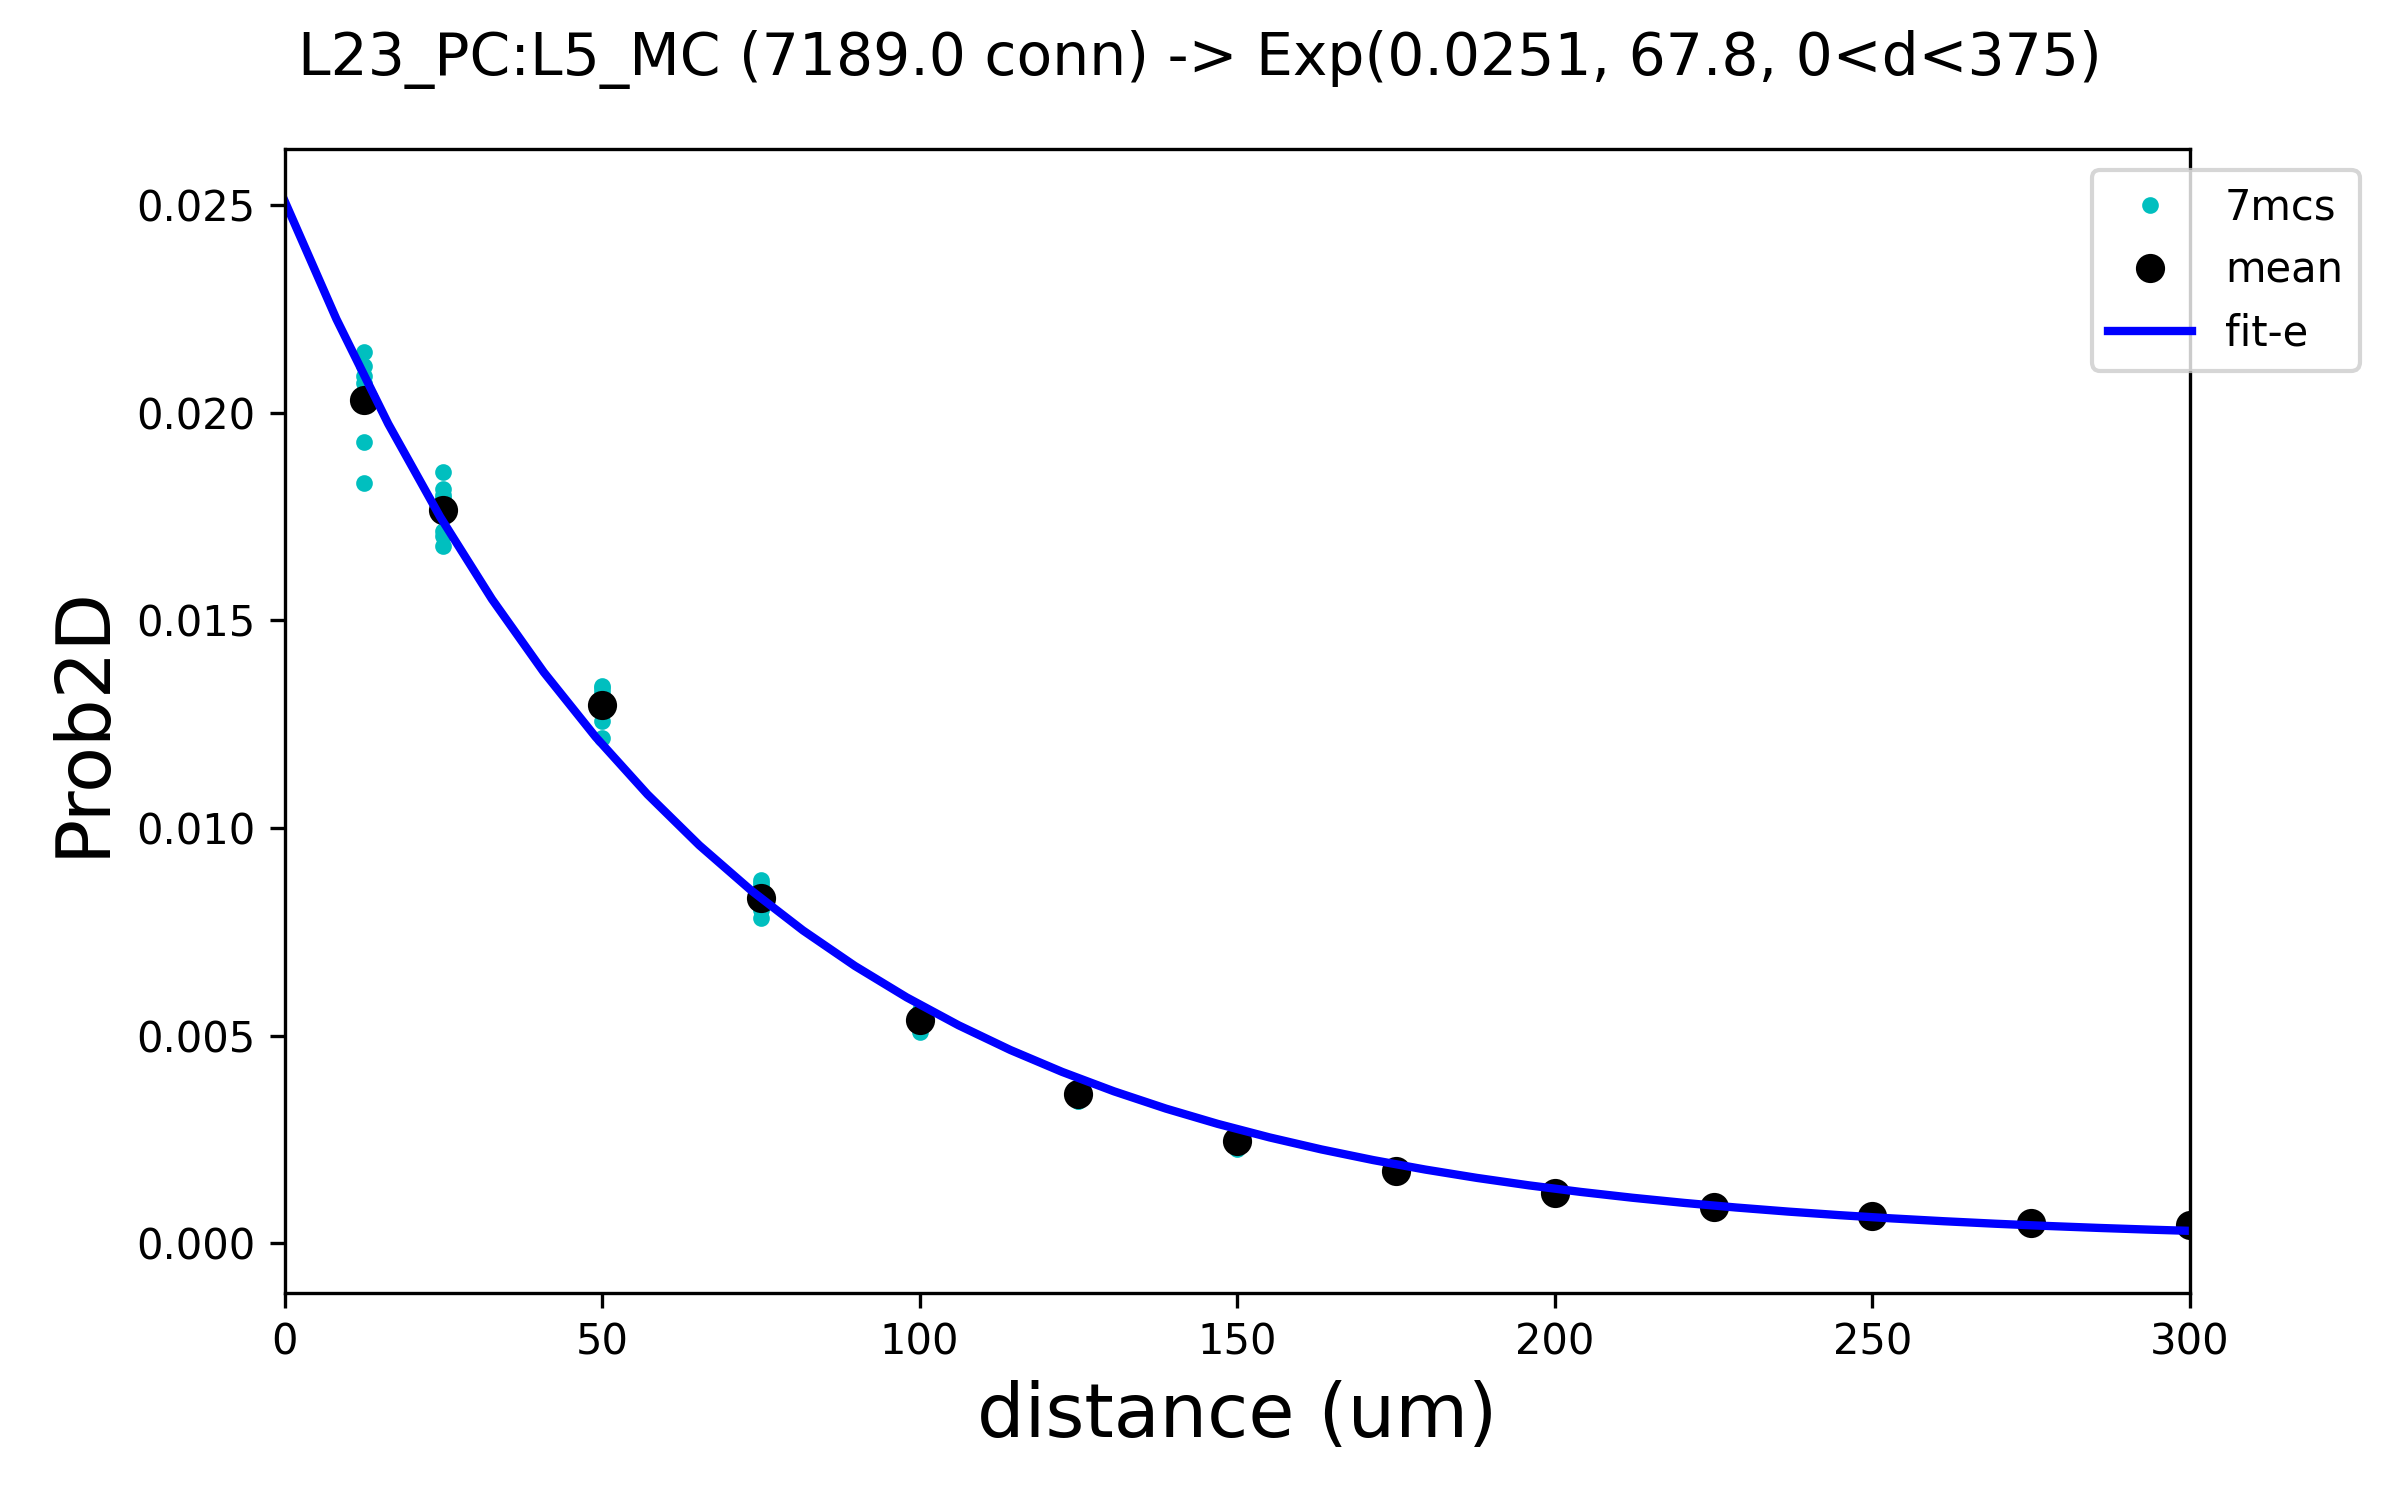 L23_PC:L5_MC (7189.0 conn) -> Exp(0.0251, 67.8, 0<d<375)
7mcs
mean
fit-e
Prob2D
0.025
0.020
0.015
0.010
0.005
0.000
0 50 100 150 200 250 300
distance (um)